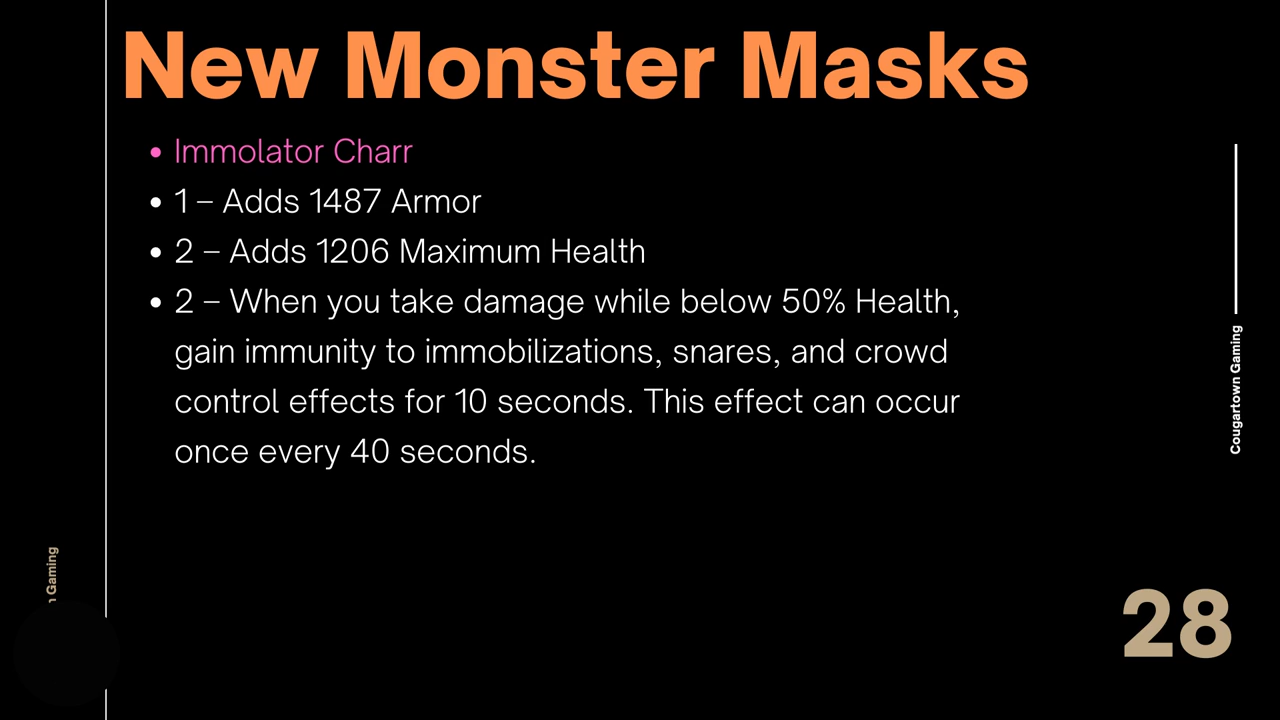 New Monster Masks
• Immolator Charr
• 1 – Adds 1487 Armor
• 2 – Adds 1206 Maximum Health
• 2 – When you take damage while below 50% Health,
gain immunity to immobilizations, snares, and crowd
control effects for 10 seconds. This effect can occur
once every 40 seconds.
Cougartown Gaming
Gaming
28